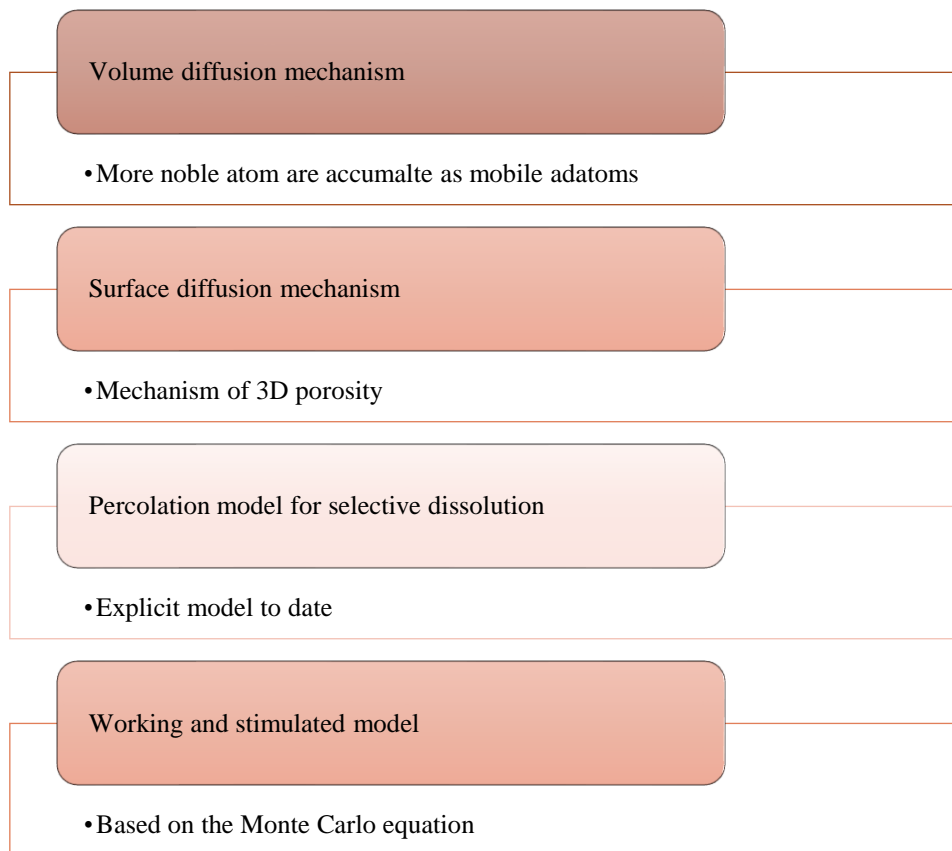 Volume diffusion mechanism
•More noble atom are accumalte as mobile adatoms
Surface diffusion mechanism
•Mechanism of 3D porosity
Percolation model for selective dissolution
•Explicit model to date
Working and stimulated model
•Based on the Monte Carlo equation